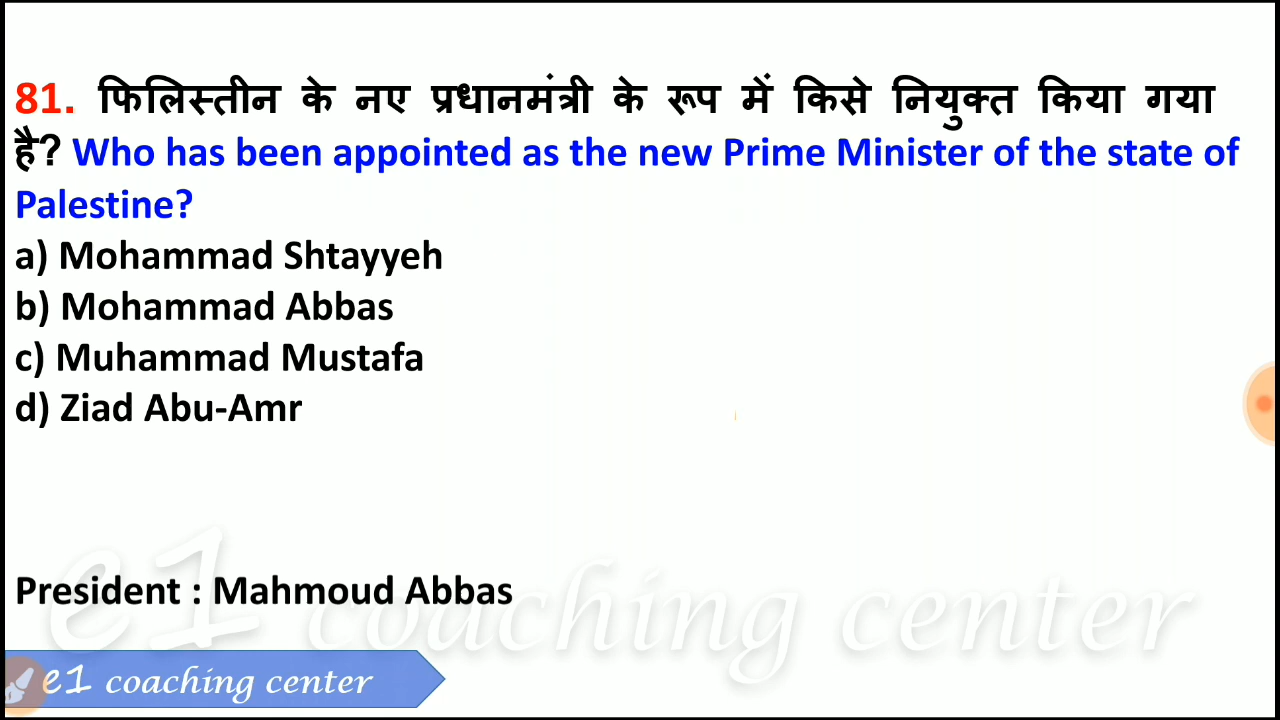 81. फिलिस्तीन के नए प्रधानमंत्री के रूप में किसे नियुक्त किया गया
है? Who has been appointed as the new Prime Minister of the state of
Palestine?
a) Mohammad Shtayyeh
b) Mohammad Abbas
c) Muhammad Mustafa
d) Ziad Abu-Amr
President : Mahmoud Abbas
e1 coaching center
e1 coaching center